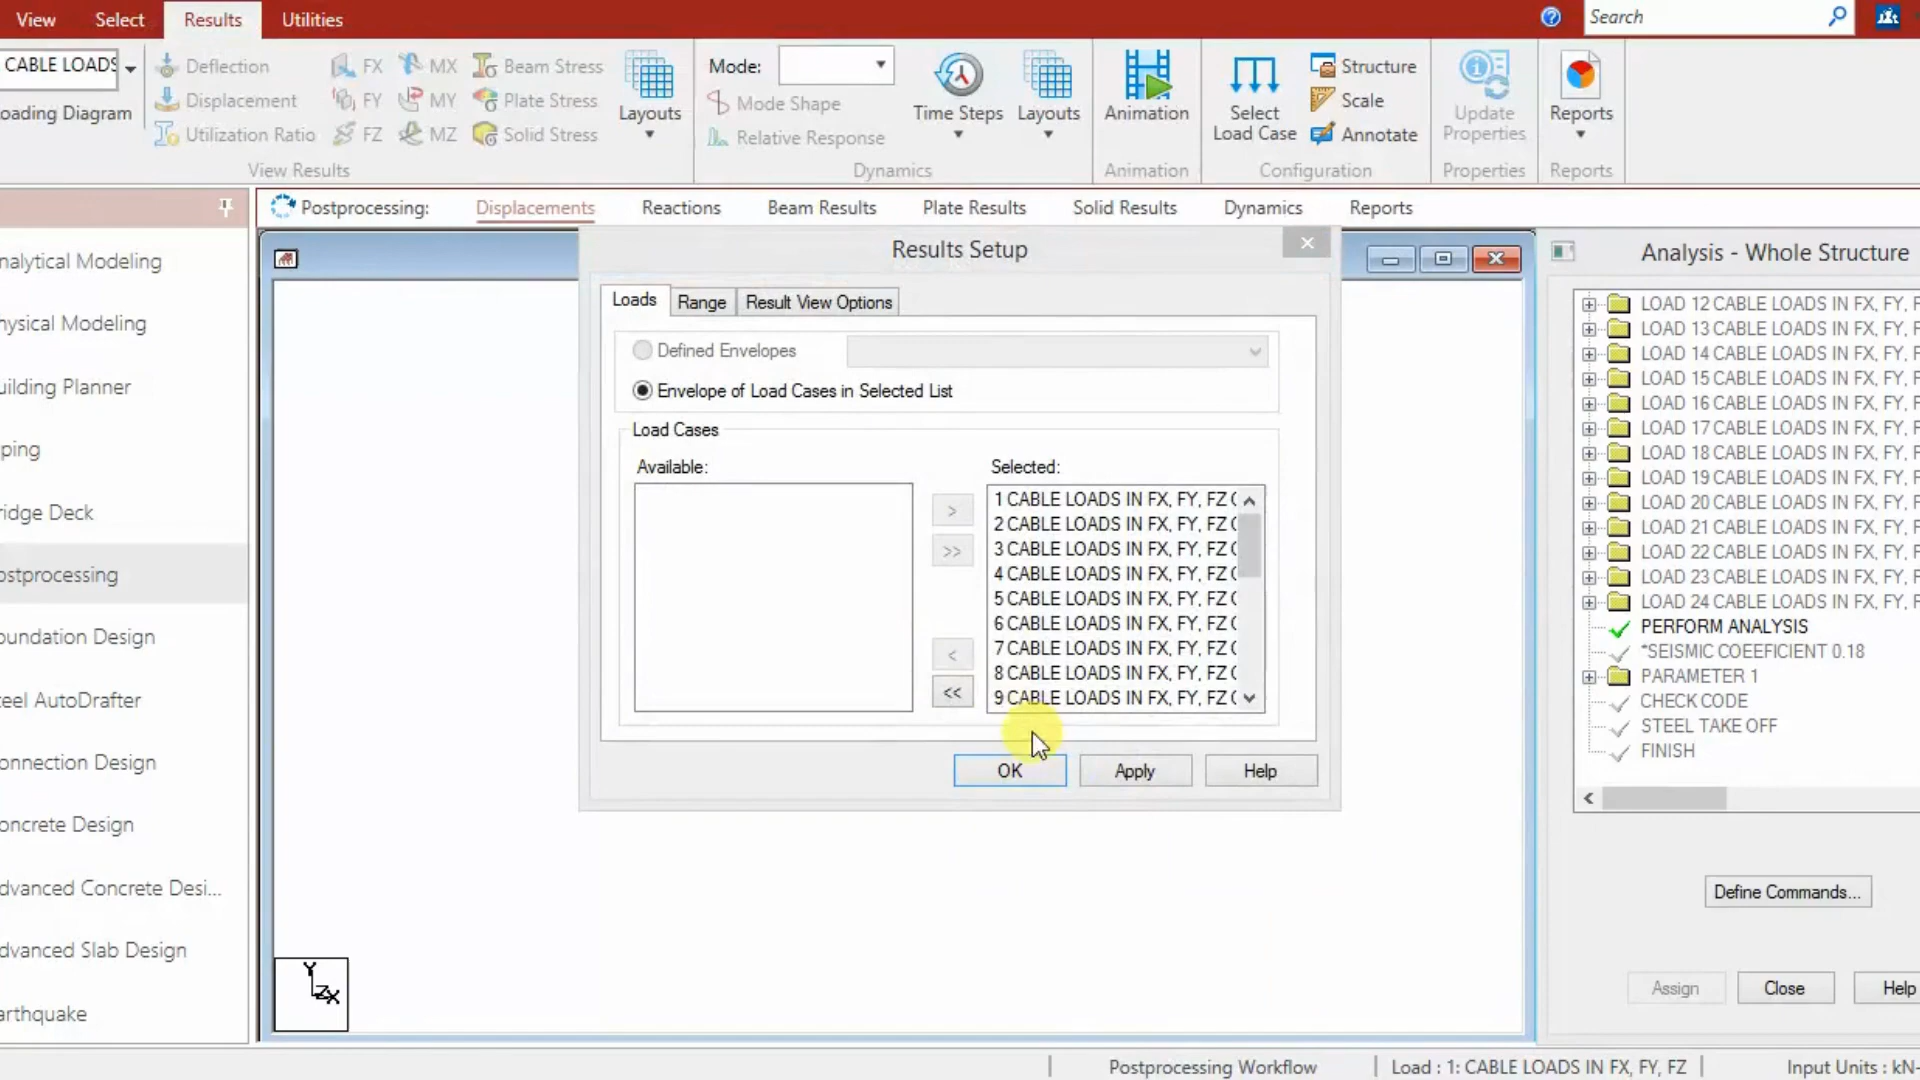 View Select Results Utilities
Search
CABLE LOADS
oading Diagram
Deflection
Displacement
Utilization Ratio
FX
FY
FZ
MX
MY
MZ
Beam Stress
Plate Stress
Solid Stress
Layouts
View Results
Mode:
Mode Shape
Relative Response
Time Steps
Layouts
Dynamics
Animation
Animation
Select
Load Case
Structure
Scale
Annotate
Configuration
Update
Properties
Properties
Reports
Reports
Postprocessing: Displacements Reactions Beam Results Plate Results Solid Results Dynamics Reports
nalytical Modeling
hysical Modeling
uilding Planner
ping
ridge Deck
ostprocessing
oundation Design
eel AutoDrafter
onnection Design
oncrete Design
dvanced Concrete Desi...
dvanced Slab Design
arthquake
Results Setup
Loads Range Result View Options
Defined Envelopes
Envelope of Load Cases in Selected List
Load Cases
Available:
Selected:
>
>>
<
<<
1 CABLE LOADS IN FX, FY, FZ
2 CABLE LOADS IN FX, FY, FZ
3 CABLE LOADS IN FX, FY, FZ
4 CABLE LOADS IN FX, FY, FZ
5 CABLE LOADS IN FX, FY, FZ
6 CABLE LOADS IN FX, FY, FZ
7 CABLE LOADS IN FX, FY, FZ
8 CABLE LOADS IN FX, FY, FZ
9 CABLE LOADS IN FX, FY, FZ
OK Apply Help
Y
Z X
Analysis - Whole Structure
LOAD 12 CABLE LOADS IN FX, FY, F
LOAD 13 CABLE LOADS IN FX, FY, F
LOAD 14 CABLE LOADS IN FX, FY, F
LOAD 15 CABLE LOADS IN FX, FY, F
LOAD 16 CABLE LOADS IN FX, FY, F
LOAD 17 CABLE LOADS IN FX, FY, F
LOAD 18 CABLE LOADS IN FX, FY, F
LOAD 19 CABLE LOADS IN FX, FY, F
LOAD 20 CABLE LOADS IN FX, FY, F
LOAD 21 CABLE LOADS IN FX, FY, F
LOAD 22 CABLE LOADS IN FX, FY, F
LOAD 23 CABLE LOADS IN FX, FY, F
LOAD 24 CABLE LOADS IN FX, FY, F
PERFORM ANALYSIS
*SEISMIC COEEFICIENT 0.18
PARAMETER 1
CHECK CODE
STEEL TAKE OFF
FINISH
Define Commands...
Assign Close Help
Postprocessing Workflow
Load : 1: CABLE LOADS IN FX, FY, FZ
Input Units : kN-